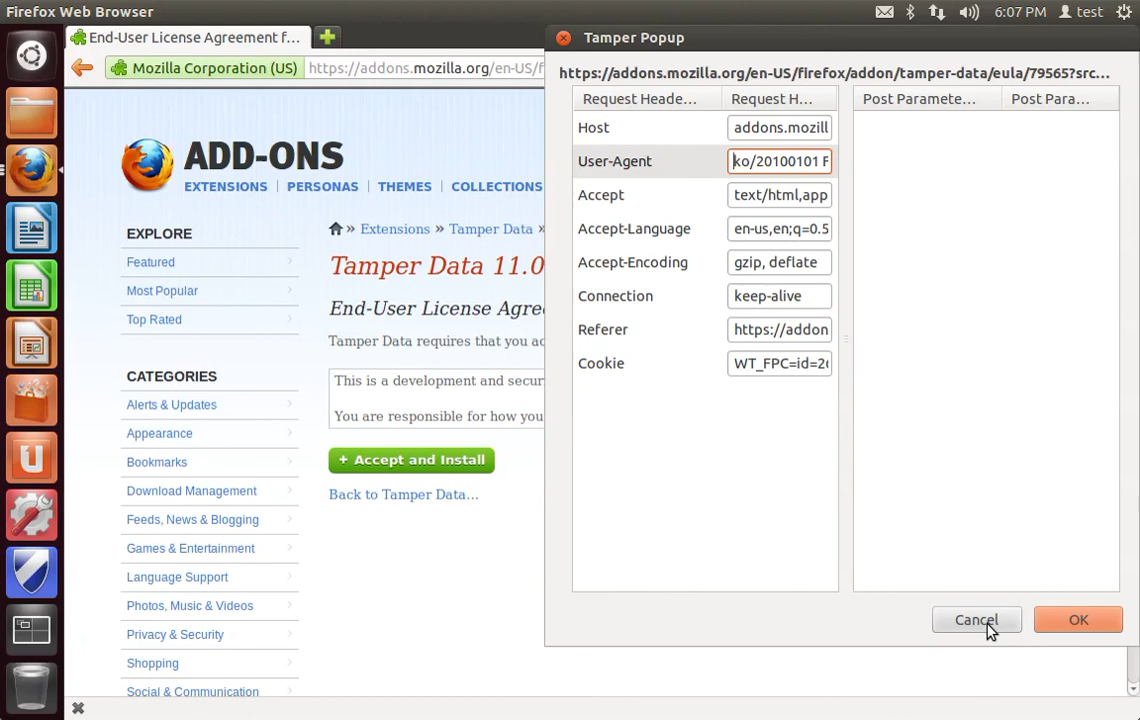 Firefox Web Browser
6:07 PM
test
End-User License Agreement f...
Mozilla Corporation (US)
https://addons.mozilla.org/en-US/f
ADD-ONS
EXTENSIONS | PERSONAS | THEMES | COLLECTIONS
EXPLORE
Featured
Most Popular
Top Rated
CATEGORIES
Alerts & Updates
Appearance
Bookmarks
Download Management
Feeds, News & Blogging
Games & Entertainment
Language Support
Photos, Music & Videos
Privacy & Security
Shopping
Social & Communication
» Extensions » Tamper Data »
Tamper Data 11.0
End-User License Agre
Tamper Data requires that you ac
This is a development and secur
You are responsible for how you
+ Accept and Install
Back to Tamper Data...
Tamper Popup
https://addons.mozilla.org/en-US/firefox/addon/tamper-data/eula/79565?src...
Request Heade... Request H...
Host addons.mozill
User-Agent ko/20100101 F
Accept text/html,app
Accept-Language en-us,en;q=0.5
Accept-Encoding gzip, deflate
Connection keep-alive
Referer https://addon
Cookie WT_FPC=id=26
Post Paramete... Post Para...
Cancel
OK